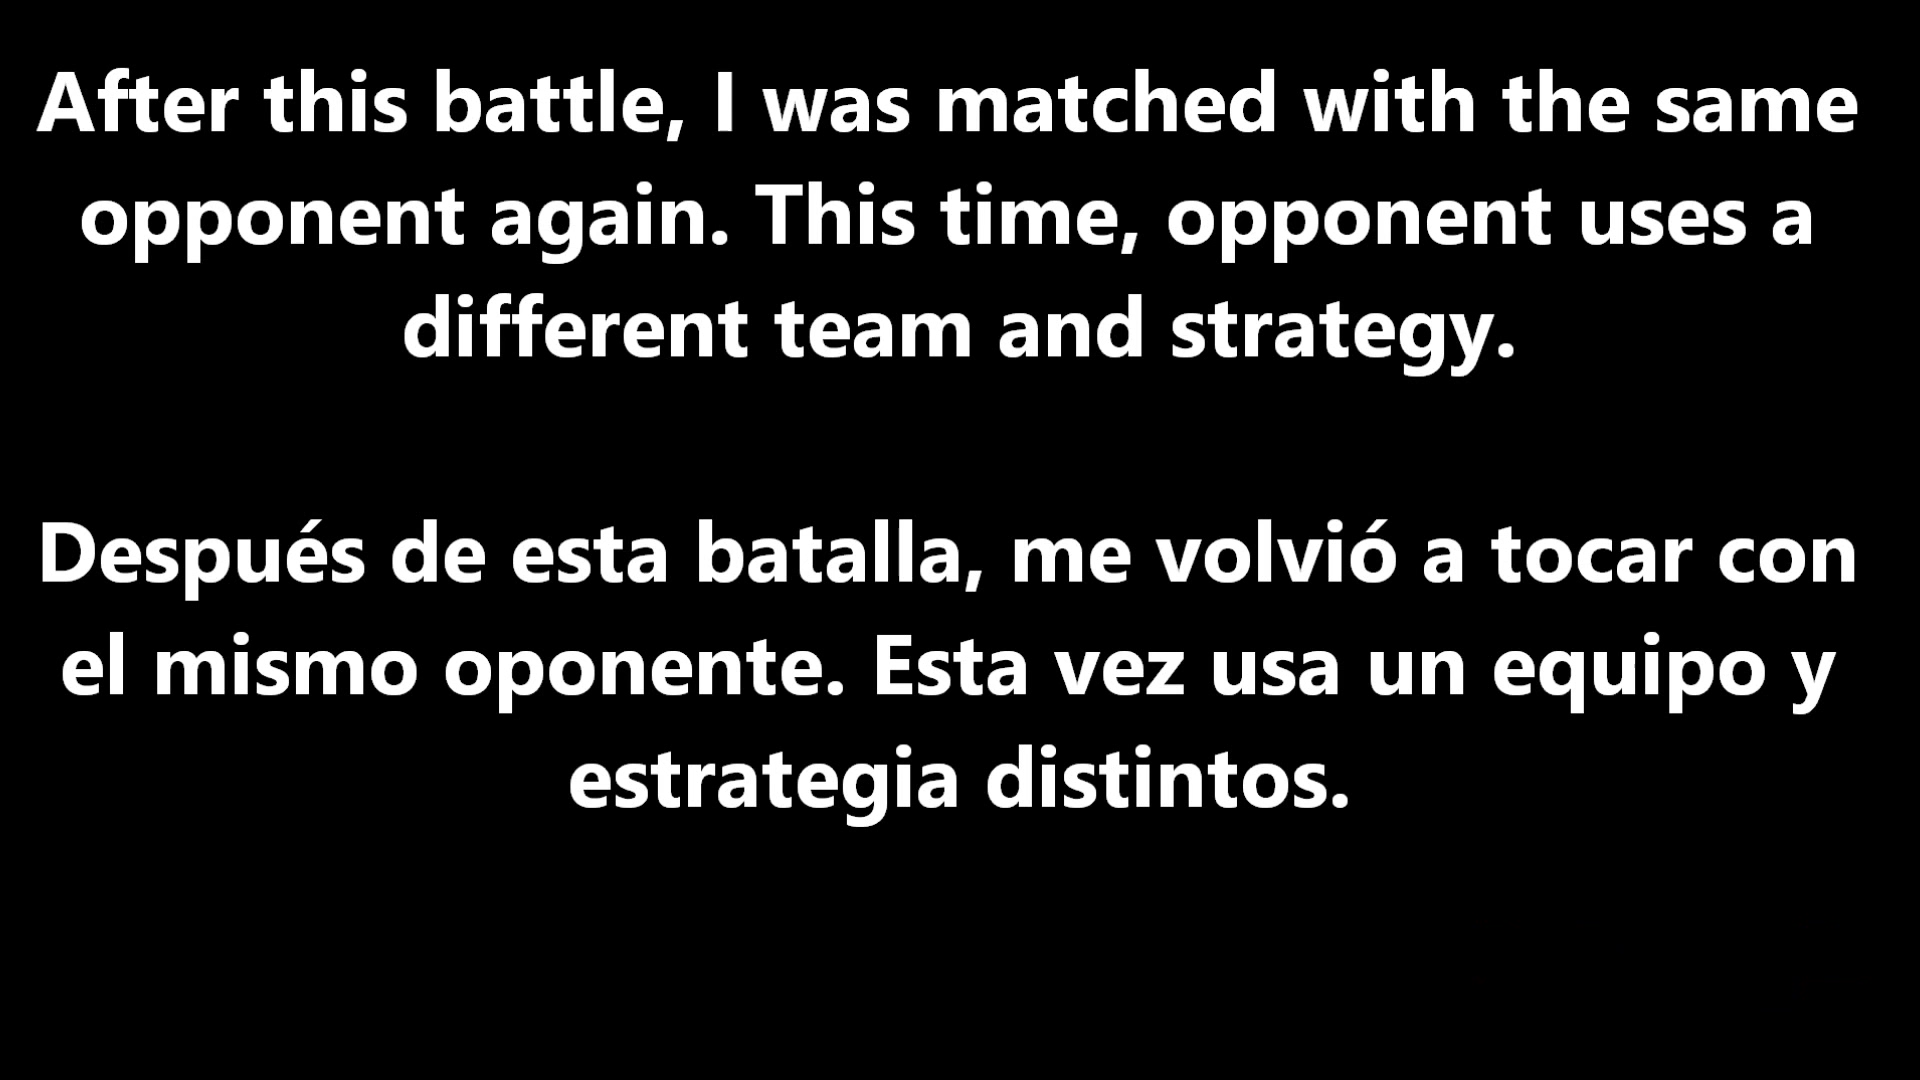 After this battle, I was matched with the same
opponent again. This time, opponent uses a
different team and strategy.
Después de esta batalla, me volvió a tocar con
el mismo oponente. Esta vez usa un equipo y
estrategia distintos.